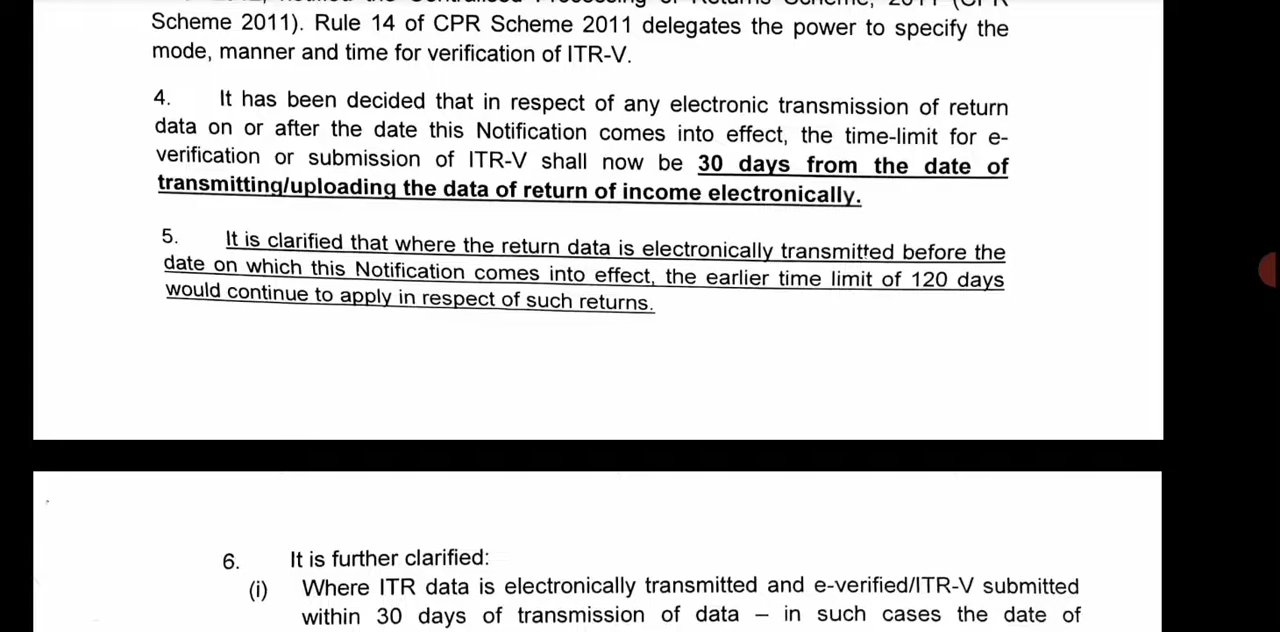 Scheme 2011). Rule 14 of CPR Scheme 2011 delegates the power to specify the
mode, manner and time for verification of ITR-V.
4. It has been decided that in respect of any electronic transmission of return
data on or after the date this Notification comes into effect, the time-limit for e-
verification or submission of ITR-V shall now be 30 days from the date of
transmitting/uploading the data of return of income electronically.
5. It is clarified that where the return data is electronically transmitted before the
date on which this Notification comes into effect, the earlier time limit of 120 days
would continue to apply in respect of such returns.
6. It is further clarified:
(i) Where ITR data is electronically transmitted and e-verified/ITR-V submitted
within 30 days of transmission of data – in such cases the date of